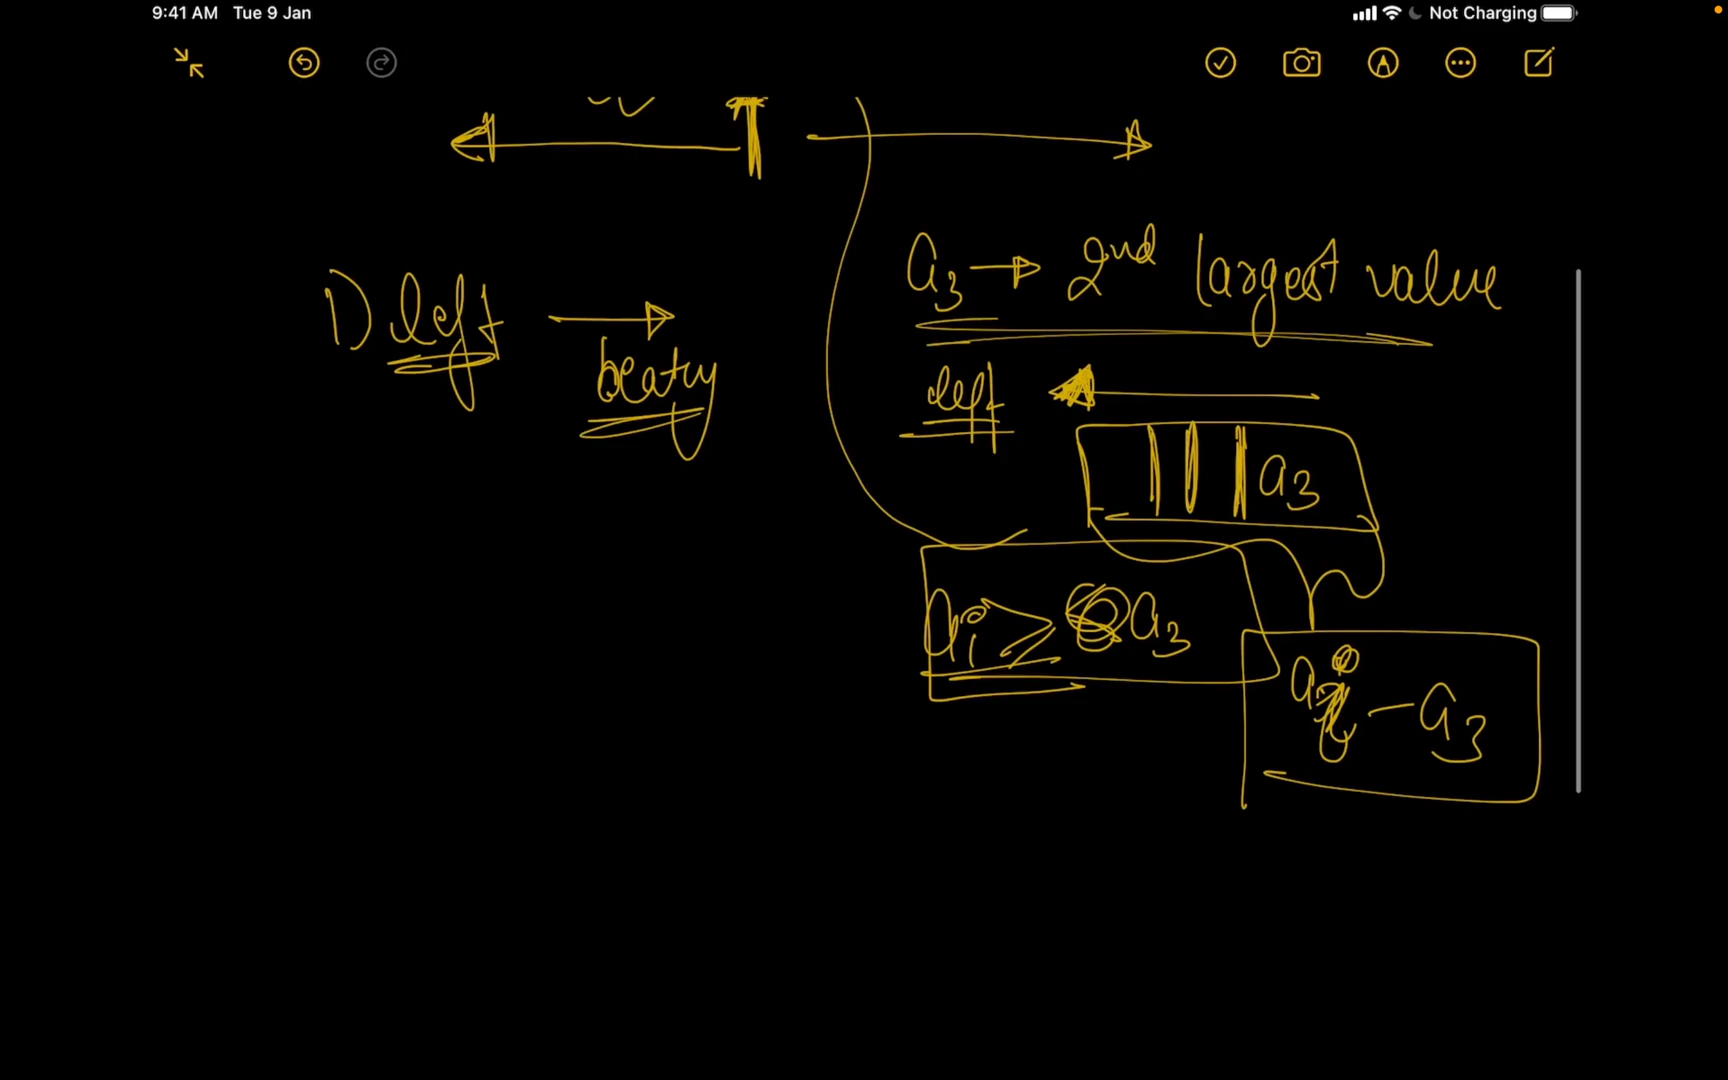 9:41 AM Tue 9 Jan
Not Charging
a3 → 2nd largest value
1) left →
beauty
left ←
a3
ai ≥ a3
ai - a3